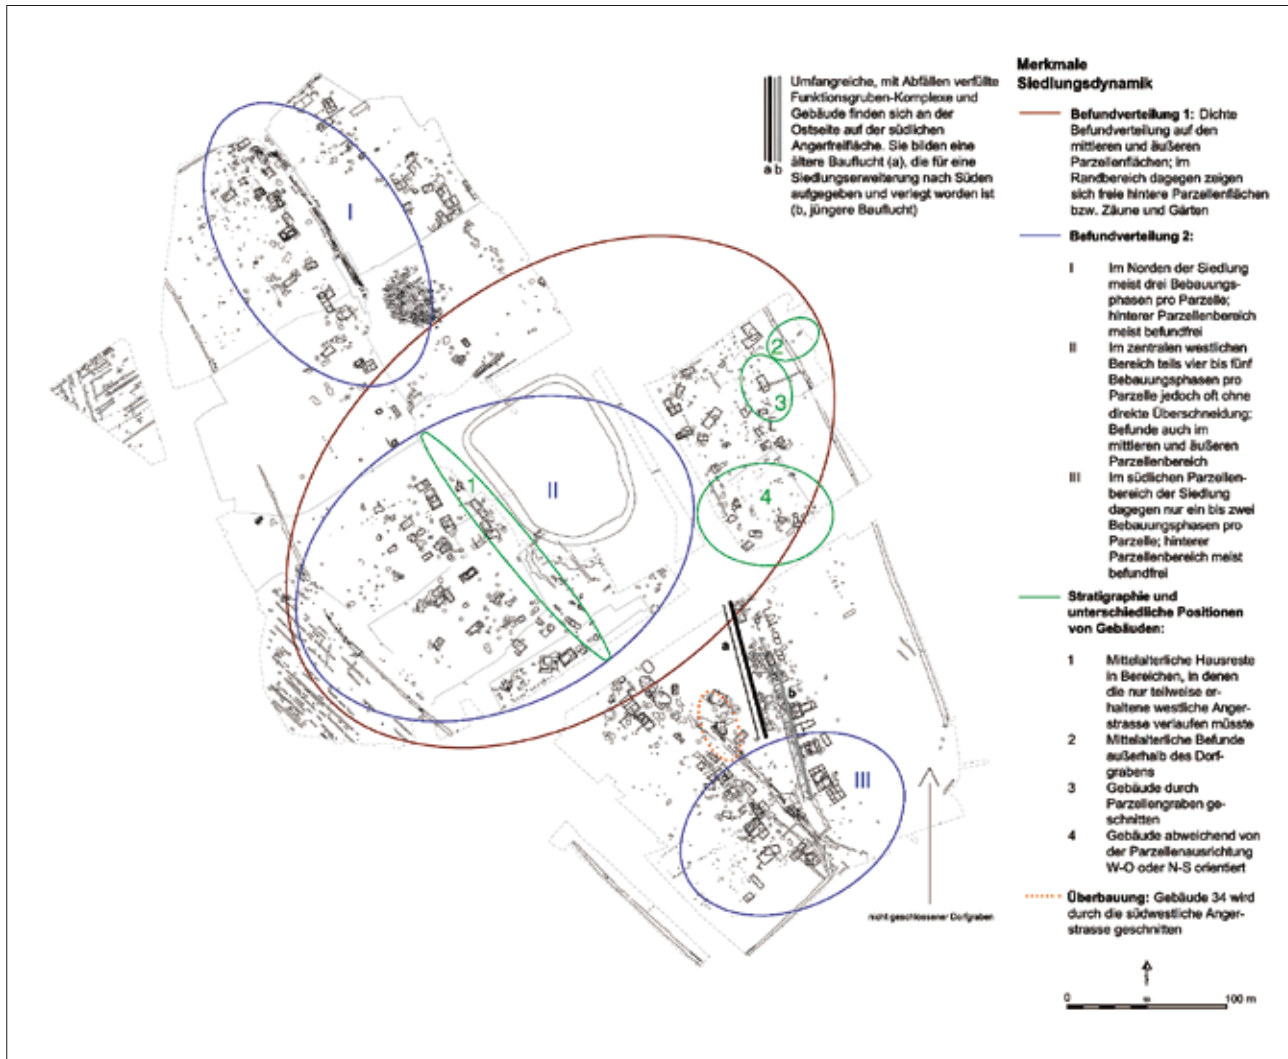 Umfangreiche, mit Abfällen verfüllte
Funktionsgruben-Komplexe und
Gebäude finden sich an der
Ostseite auf der südlichen
Angerfreifläche. Sie bilden eine
ältere Bauflucht (a), die für eine
Siedlungserweiterung nach Süden
aufgegeben und verlegt worden ist
(b, jüngere Bauflucht)
a b
Merkmale
Siedlungsdynamik
Befundverteilung 1: Dichte
Befundverteilung auf den
mittleren und äußeren
Parzellenflächen; im
Randbereich dagegen zeigen
sich freie hintere Parzellenflächen
bzw. Zäune und Gärten
Befundverteilung 2:
I Im Norden der Siedlung
meist drei Bebauungs-
phasen pro Parzelle;
hinterer Parzellenbereich
meist befundfrei
II Im zentralen westlichen
Bereich teils vier bis fünf
Bebauungsphasen pro
Parzelle jedoch oft ohne
direkte Überschneidung;
Befunde auch im
mittleren und äußeren
Parzellenbereich
III Im südlichen Parzellen-
bereich der Siedlung
dagegen nur ein bis zwei
Bebauungsphasen pro
Parzelle; hinterer
Parzellenbereich meist
befundfrei
Stratigraphie und
unterschiedliche Positionen
von Gebäuden:
1 Mittelalterliche Hausreste
in Bereichen, in denen
die nur teilweise er-
haltene westliche Anger-
strasse verlaufen müsste
2 Mittelalterliche Befunde
außerhalb des Dorf-
grabens
3 Gebäude durch
Parzellengraben ge-
schnitten
4 Gebäude abweichend von
der Parzellenausrichtung
W-O oder N-S orientiert
Überbauung: Gebäude 34 wird
durch die südwestliche Anger-
strasse geschnitten
0 50 100 m
I
2
3
1
II
4
a
b
III
nicht geschlossener Dorfgraben